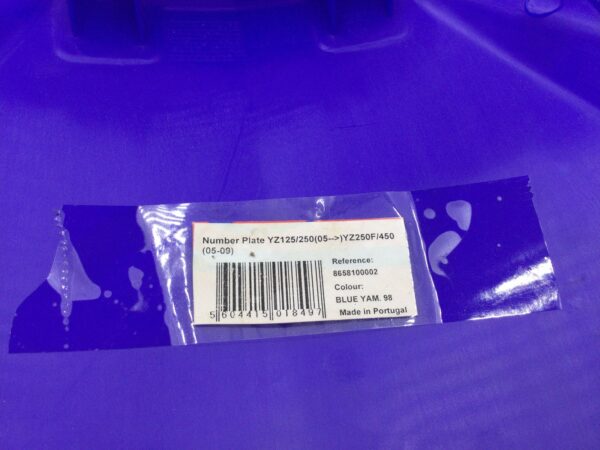 Number Plate YZ125/250(05-->)YZ250F/450
(05-09)
Reference:
8658100002
Colour:
BLUE YAM. 98
Made in Portugal
5 604415 018497